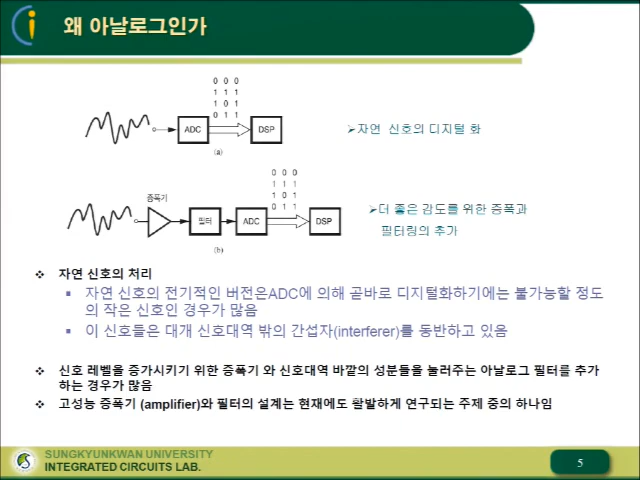 왜 아날로그인가
0 0 0
1 1 1
1 0 1
0 1 1
ADC
DSP
(a)
➢자연 신호의 디지털 화
0 0 0
1 1 1
1 0 1
0 1 1
증폭기
필터
ADC
DSP
(b)
➢더 좋은 감도를 위한 증폭과
필터링의 추가
❖ 자연 신호의 처리
▪ 자연 신호의 전기적인 버전은ADC에 의해 곧바로 디지털화하기에는 불가능할 정도
의 작은 신호인 경우가 많음
▪ 이 신호들은 대개 신호대역 밖의 간섭자(interferer)를 동반하고 있음
❖ 신호 레벨을 증가시키기 위한 증폭기 와 신호대역 바깥의 성분들을 눌러주는 아날로그 필터를 추가
하는 경우가 많음
❖ 고성능 증폭기 (amplifier)와 필터의 설계는 현재에도 활발하게 연구되는 주제 중의 하나임
SUNGKYUNKWAN UNIVERSITY
INTEGRATED CIRCUITS LAB.
5